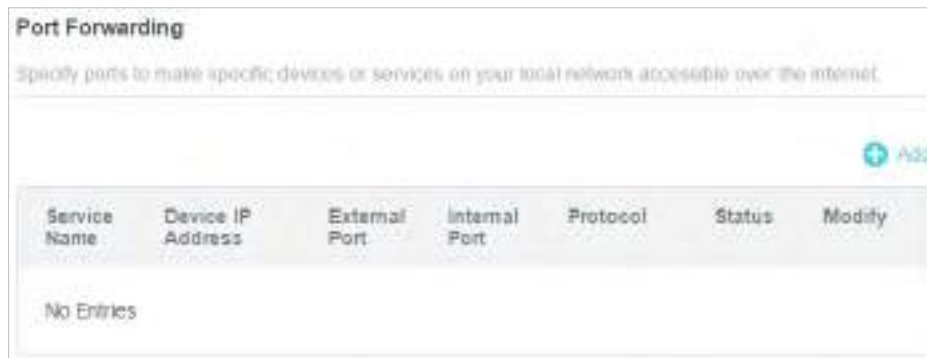 Port Forwarding
Specify ports to make specific devices or services on your local network accessible over the internet.
Add
Service Name
Device IP Address
External Port
Internal Port
Protocol
Status
Modify
No Entries